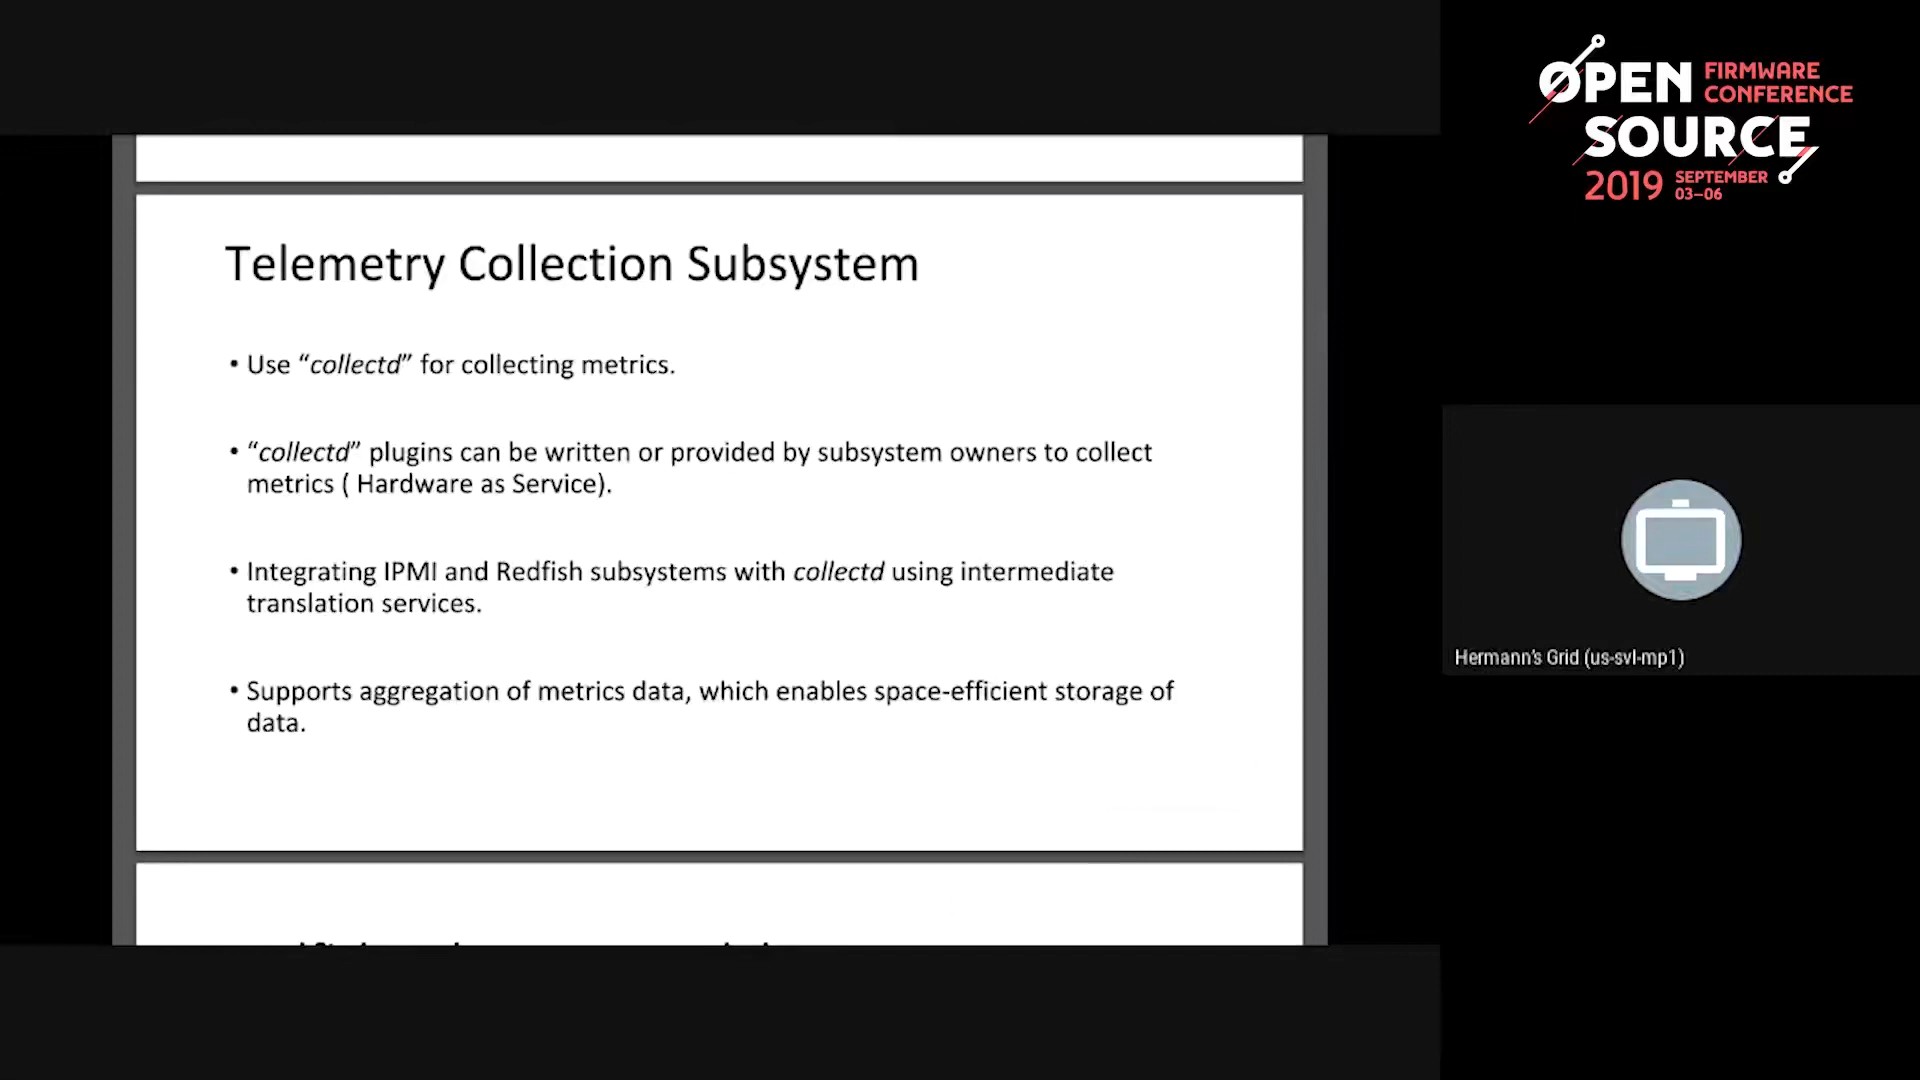 OPEN FIRMWARE
CONFERENCE
SOURCE
2019 SEPTEMBER
03–06
Telemetry Collection Subsystem
• Use “collectd” for collecting metrics.
• “collectd” plugins can be written or provided by subsystem owners to collect
metrics ( Hardware as Service).
• Integrating IPMI and Redfish subsystems with collectd using intermediate
translation services.
• Supports aggregation of metrics data, which enables space-efficient storage of
data.
Hermann's Grid (us-svl-mp1)